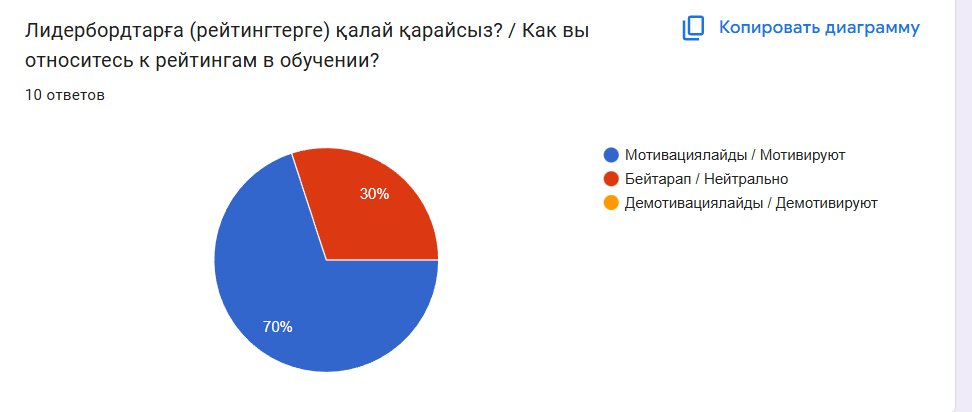 Лидербордтарға (рейтингтерге) қалай қарайсыз? / Как вы
относитесь к рейтингам в обучении?
Копировать диаграмму
10 ответов
30%
70%
Мотивациялайды / Мотивируют
Бейтарап / Нейтрально
Демотивациялайды / Демотивируют